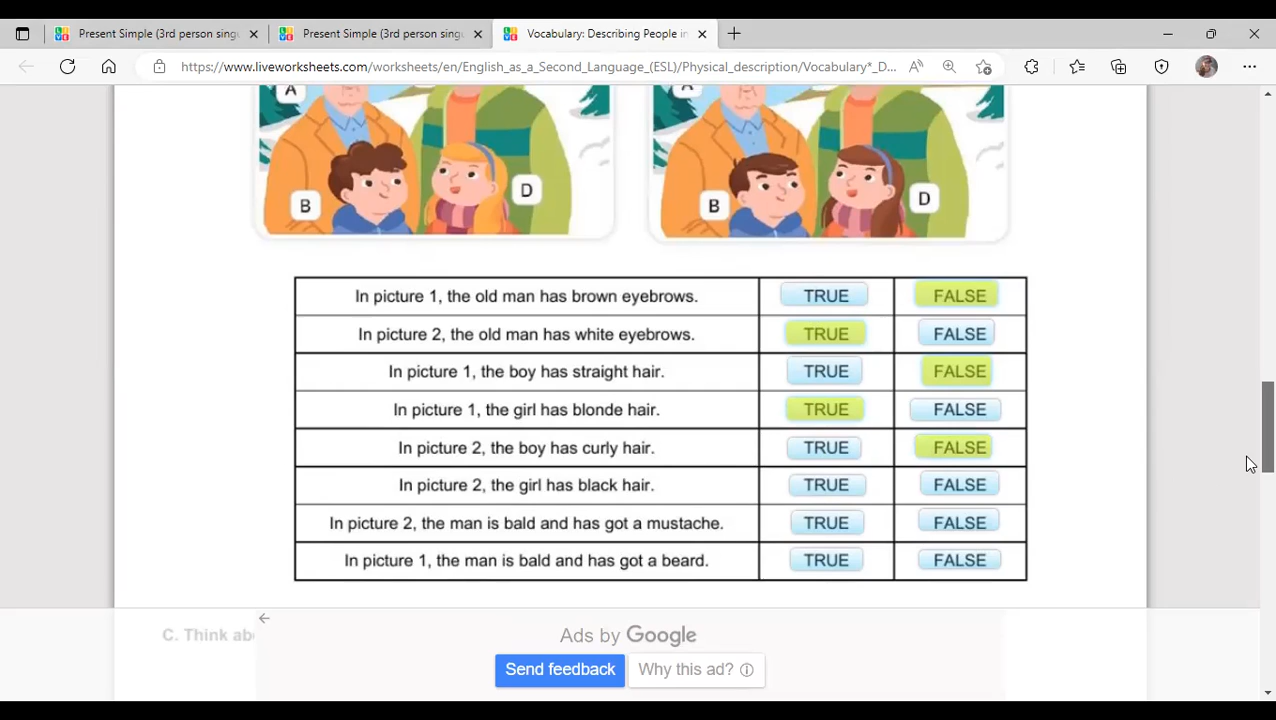 Present Simple (3rd person singu
Present Simple (3rd person singu
Vocabulary: Describing People in
https://www.liveworksheets.com/worksheets/en/English_as_a_Second_Language_(ESL)/Physical_description/Vocabulary*_D...
A
A
B
D
B
D
In picture 1, the old man has brown eyebrows. TRUE FALSE
In picture 2, the old man has white eyebrows. TRUE FALSE
In picture 1, the boy has straight hair. TRUE FALSE
In picture 1, the girl has blonde hair. TRUE FALSE
In picture 2, the boy has curly hair. TRUE FALSE
In picture 2, the girl has black hair. TRUE FALSE
In picture 2, the man is bald and has got a mustache. TRUE FALSE
In picture 1, the man is bald and has got a beard. TRUE FALSE
C. Think abo
Ads by Google
Send feedback
Why this ad?